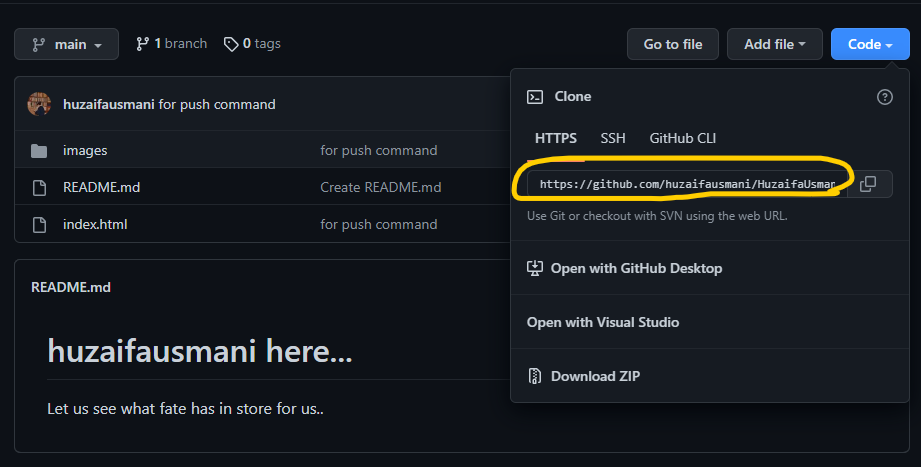 main 1 branch 0 tags Go to file Add file Code
huzaifausmani for push command
images for push command
README.md Create README.md
index.html for push command
Clone
HTTPS SSH GitHub CLI
https://github.com/huzaifausmani/HuzaifaUsman
Use Git or checkout with SVN using the web URL.
Open with GitHub Desktop
Open with Visual Studio
Download ZIP
README.md
huzaifausmani here...
Let us see what fate has in store for us..